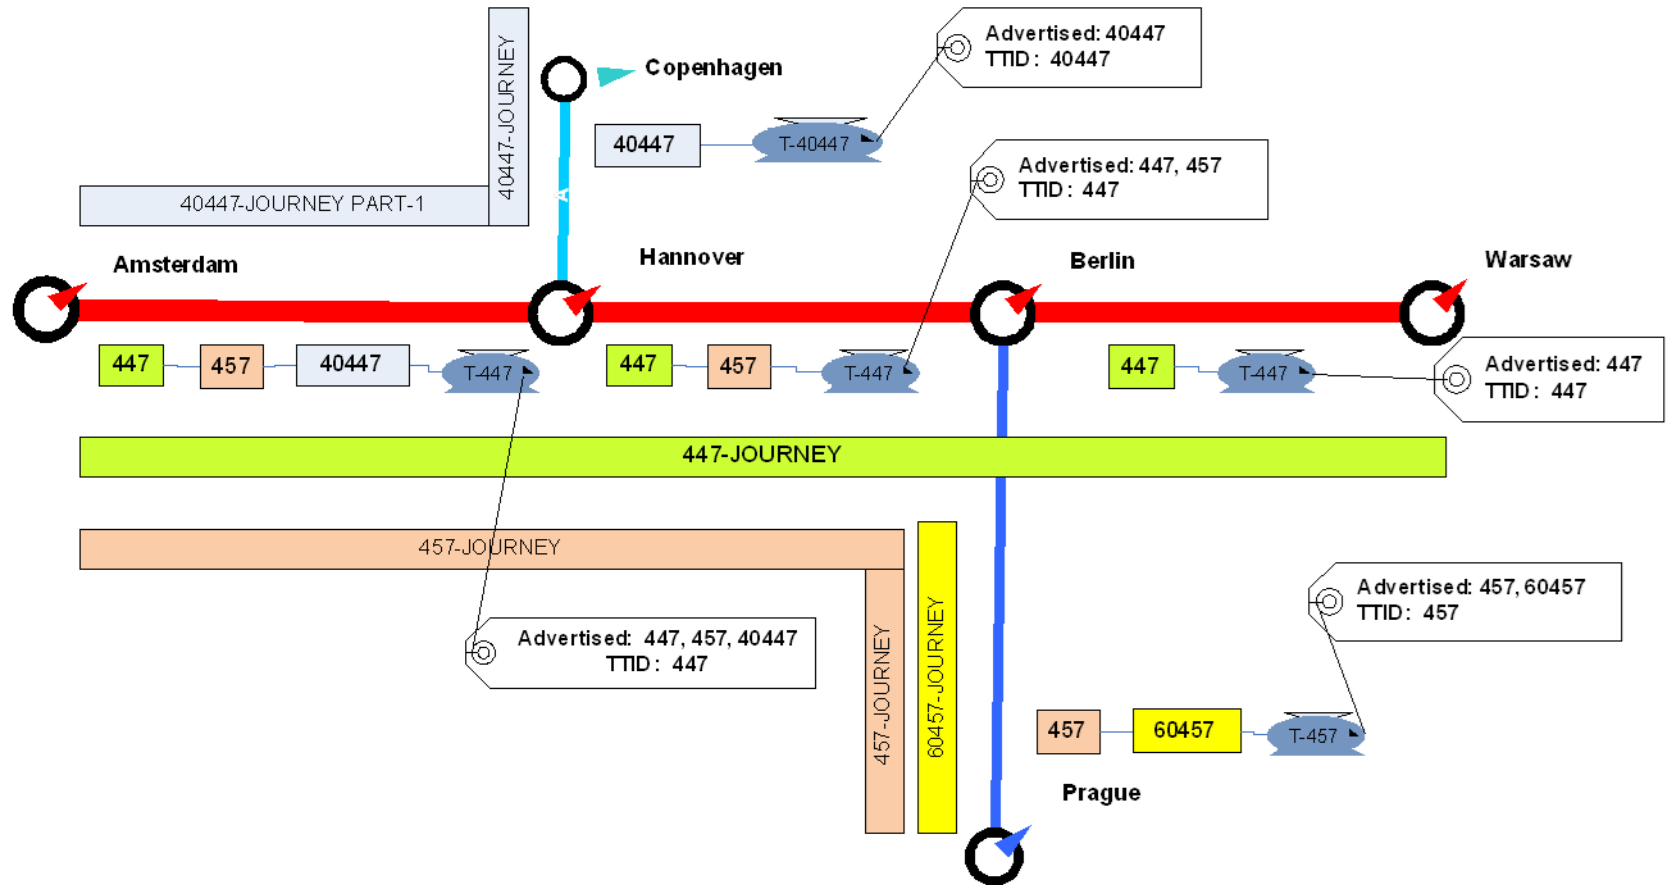 Advertised: 40447
TTID: 40447
Copenhagen
40447-JOURNEY
40447
T-40447
Advertised: 447, 457
TTID: 447
40447-JOURNEY PART-1
A
Amsterdam
Hannover
Berlin
Warsaw
447
457
40447
T-447
447
457
T-447
447
T-447
Advertised: 447
TTID: 447
447-JOURNEY
457-JOURNEY
457-JOURNEY
60457-JOURNEY
Advertised: 457, 60457
TTID: 457
Advertised: 447, 457, 40447
TTID: 447
457
60457
T-457
Prague